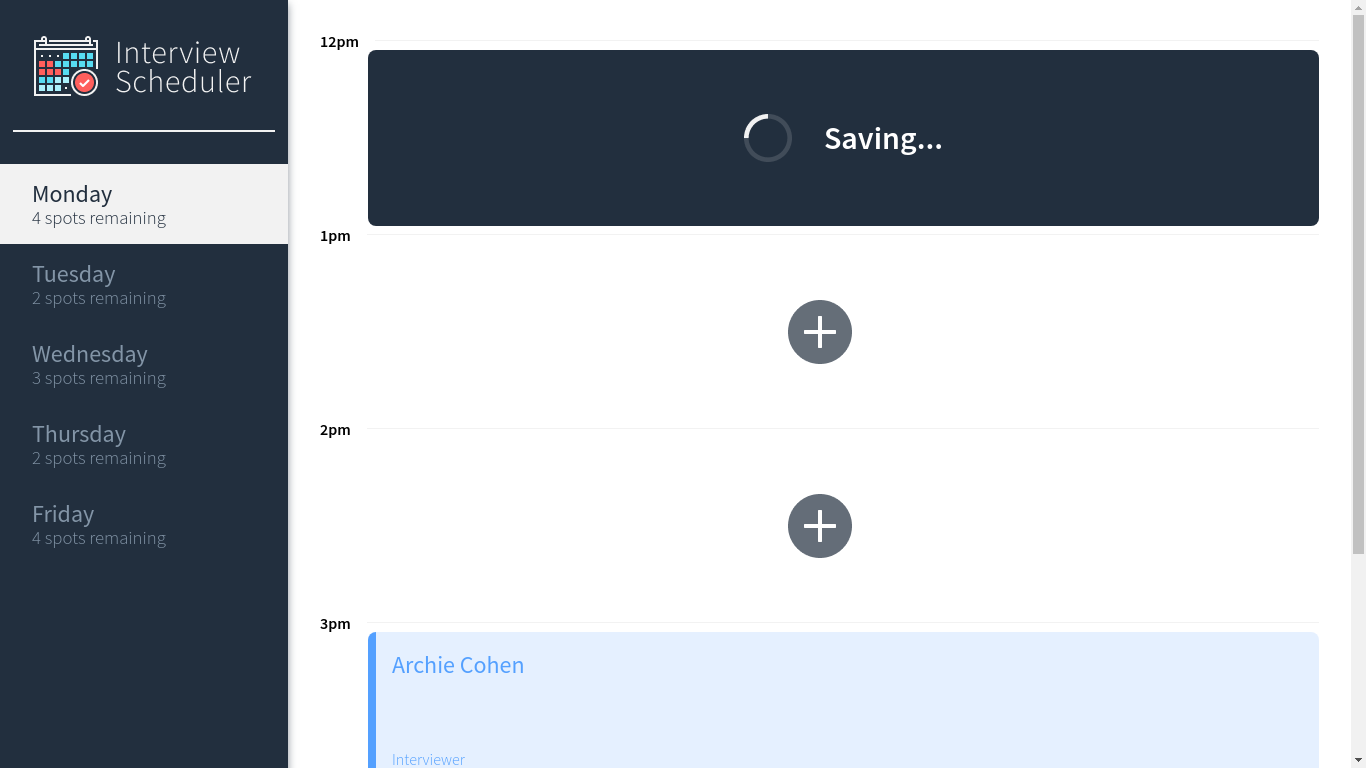 Interview
Scheduler
Monday
4 spots remaining
Tuesday
2 spots remaining
Wednesday
3 spots remaining
Thursday
2 spots remaining
Friday
4 spots remaining
12pm
Saving...
1pm
2pm
3pm
Archie Cohen
Interviewer